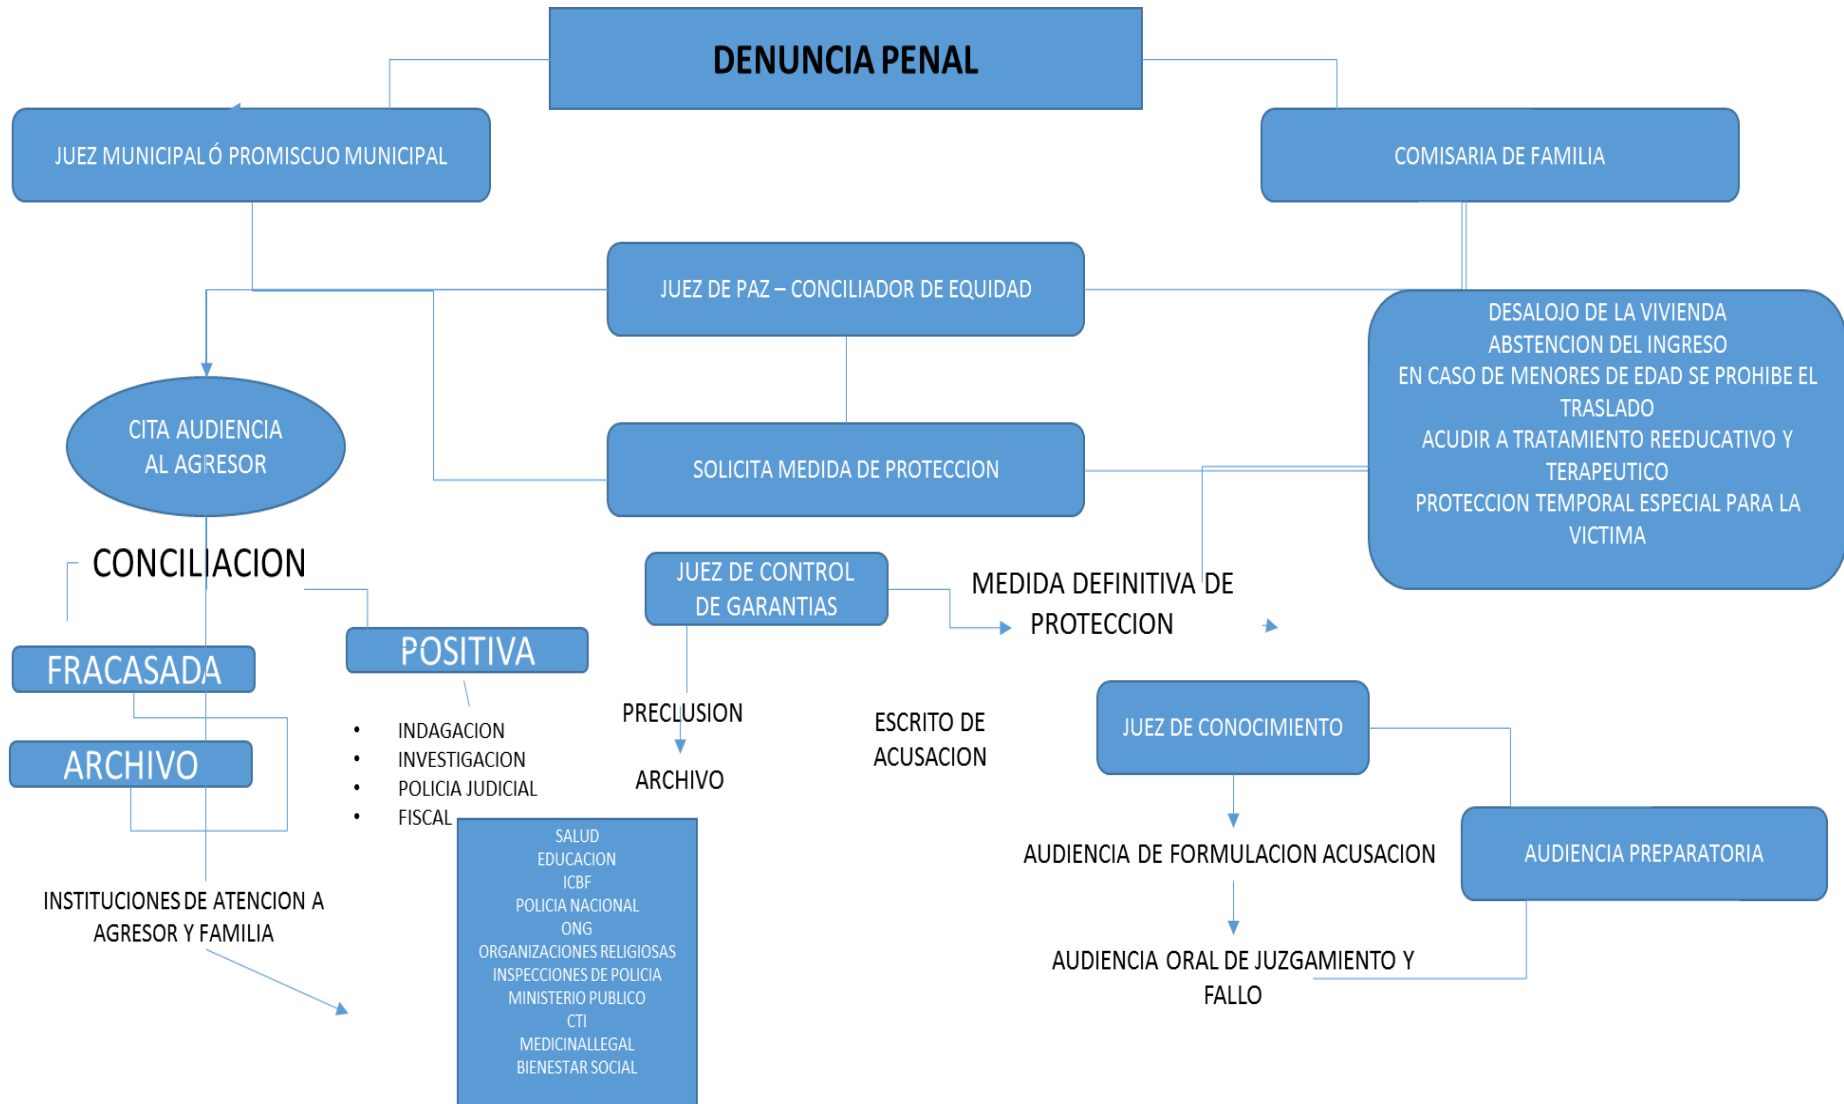 DENUNCIA PENAL
JUEZ MUNICIPAL Ó PROMISCUO MUNICIPAL
COMISARIA DE FAMILIA
JUEZ DE PAZ – CONCILIADOR DE EQUIDAD
DESALOJO DE LA VIVIENDA
ABSTENCION DEL INGRESO
EN CASO DE MENORES DE EDAD SE PROHIBE EL
TRASLADO
ACUDIR A TRATAMIENTO REEDUCATIVO Y
TERAPEUTICO
PROTECCION TEMPORAL ESPECIAL PARA LA
VICTIMA
CITA AUDIENCIA
AL AGRESOR
SOLICITA MEDIDA DE PROTECCION
CONCILIACION
JUEZ DE CONTROL
DE GARANTIAS
MEDIDA DEFINITIVA DE
PROTECCION
FRACASADA
POSITIVA
ARCHIVO
• INDAGACION
• INVESTIGACION
• POLICIA JUDICIAL
• FISCAL
PRECLUSION
ARCHIVO
ESCRITO DE
ACUSACION
JUEZ DE CONOCIMIENTO
AUDIENCIA DE FORMULACION ACUSACION
AUDIENCIA PREPARATORIA
AUDIENCIA ORAL DE JUZGAMIENTO Y
FALLO
INSTITUCIONES DE ATENCION A
AGRESOR Y FAMILIA
SALUD
EDUCACION
ICBF
POLICIA NACIONAL
ONG
ORGANIZACIONES RELIGIOSAS
INSPECCIONES DE POLICIA
MINISTERIO PUBLICO
CTI
MEDICINALLEGAL
BIENESTAR SOCIAL